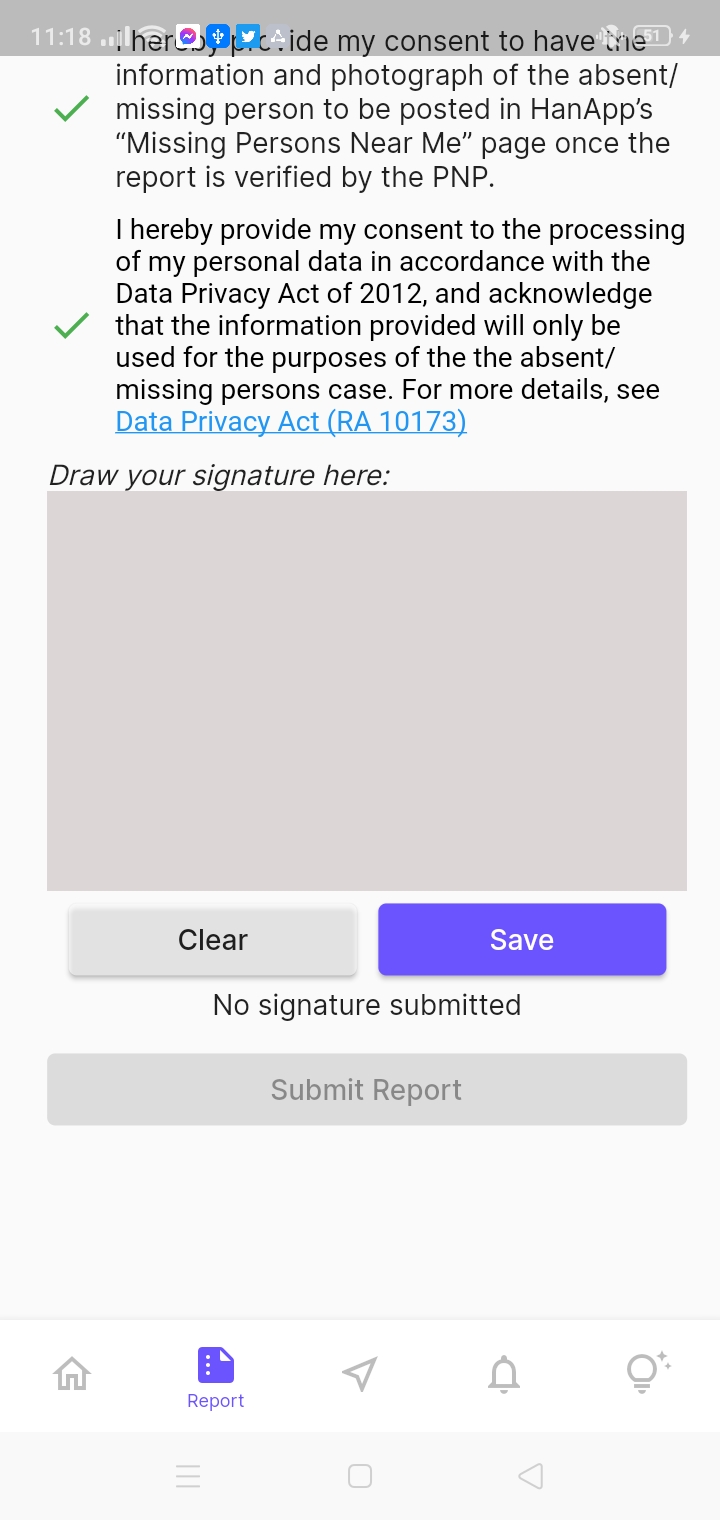 11:18
51
I hereby provide my consent to have the
information and photograph of the absent/
missing person to be posted in HanApp’s
“Missing Persons Near Me” page once the
report is verified by the PNP.
I hereby provide my consent to the processing
of my personal data in accordance with the
Data Privacy Act of 2012, and acknowledge
that the information provided will only be
used for the purposes of the the absent/
missing persons case. For more details, see
Data Privacy Act (RA 10173)
Draw your signature here:
Clear
Save
No signature submitted
Submit Report
Report